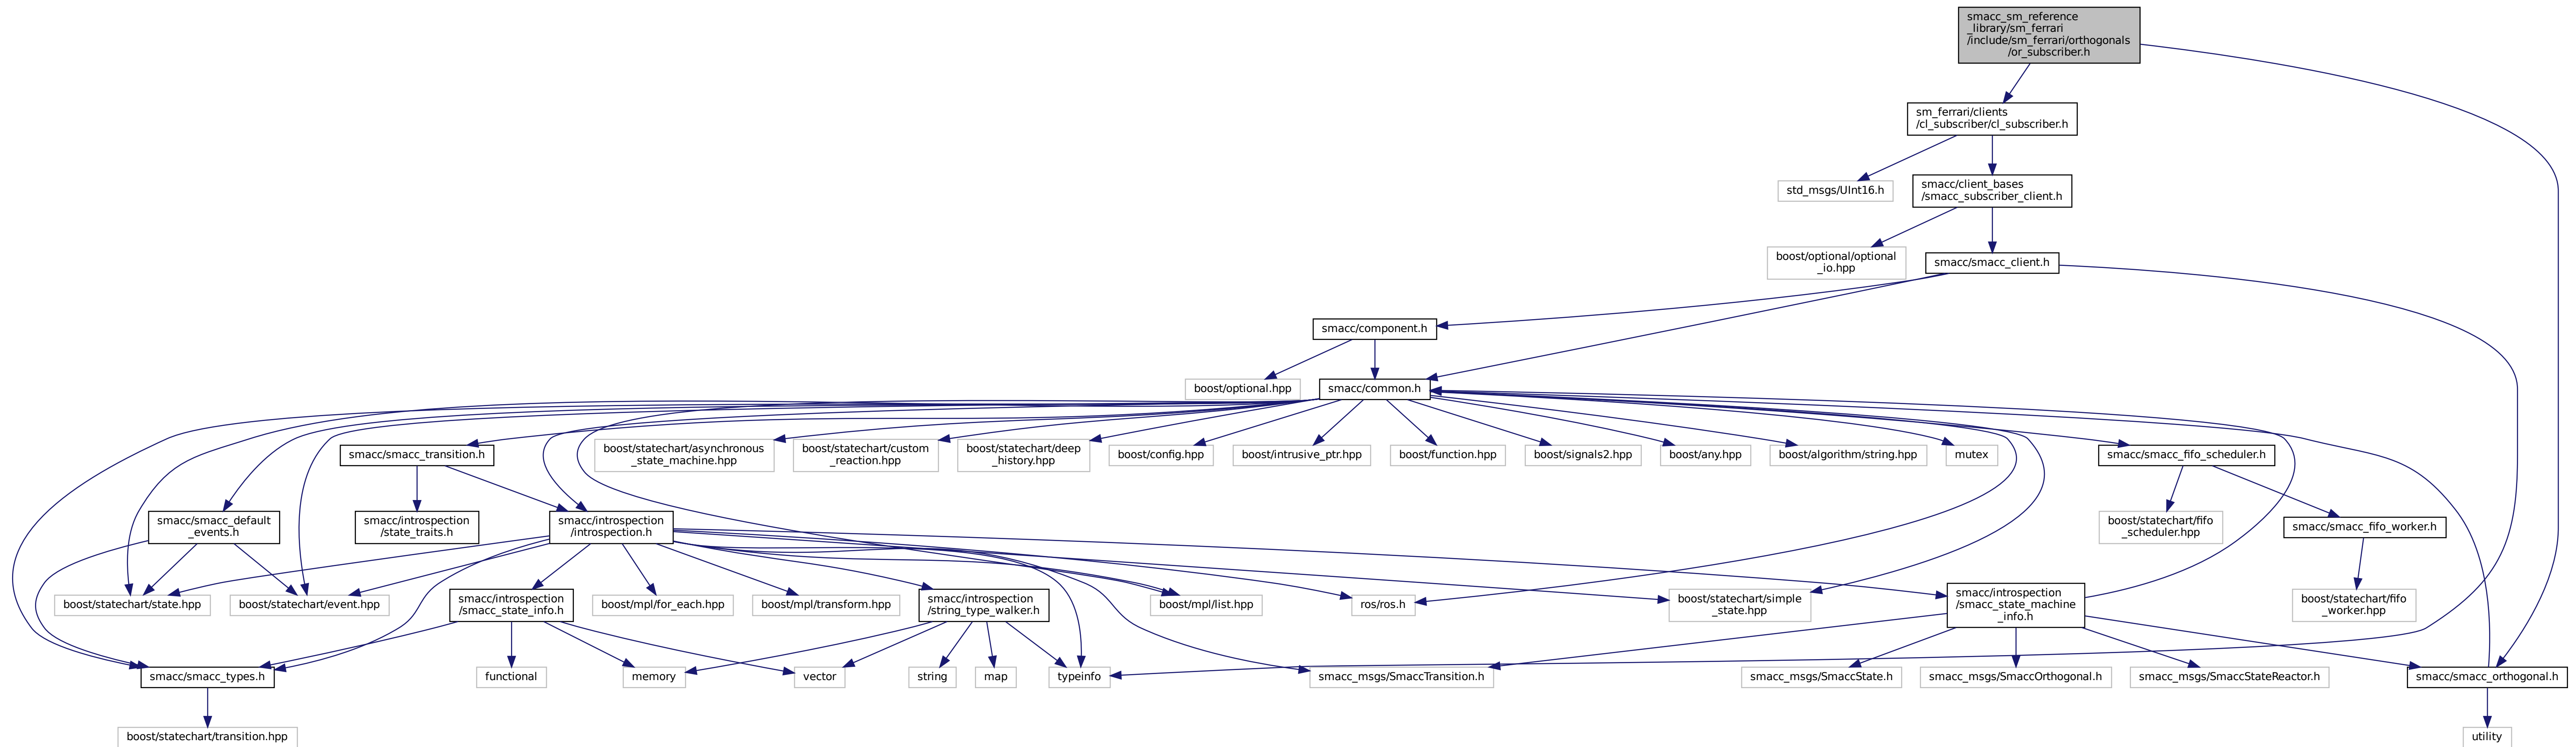 smacc_sm_reference
_library/sm_ferrari
/include/sm_ferrari/orthogonals
/or_subscriber.h
sm_ferrari/clients
/cl_subscriber/cl_subscriber.h
std_msgs/UInt16.h
smacc/client_bases
/smacc_subscriber_client.h
boost/optional/optional
_io.hpp
smacc/smacc_client.h
smacc/component.h
boost/optional.hpp
smacc/common.h
smacc/smacc_transition.h
boost/statechart/asynchronous
_state_machine.hpp
boost/statechart/custom
_reaction.hpp
boost/statechart/deep
_history.hpp
boost/config.hpp
boost/intrusive_ptr.hpp
boost/function.hpp
boost/signals2.hpp
boost/any.hpp
boost/algorithm/string.hpp
mutex
smacc/smacc_fifo_scheduler.h
smacc/smacc_default
_events.h
smacc/introspection
/state_traits.h
smacc/introspection
/introspection.h
boost/statechart/fifo
_scheduler.hpp
smacc/smacc_fifo_worker.h
boost/statechart/state.hpp
boost/statechart/event.hpp
smacc/introspection
/smacc_state_info.h
boost/mpl/for_each.hpp
boost/mpl/transform.hpp
smacc/introspection
/string_type_walker.h
boost/mpl/list.hpp
ros/ros.h
boost/statechart/simple
_state.hpp
smacc/introspection
/smacc_state_machine
_info.h
boost/statechart/fifo
_worker.hpp
smacc/smacc_types.h
functional
memory
vector
string
map
typeinfo
smacc_msgs/SmaccTransition.h
smacc_msgs/SmaccState.h
smacc_msgs/SmaccOrthogonal.h
smacc_msgs/SmaccStateReactor.h
smacc/smacc_orthogonal.h
boost/statechart/transition.hpp
utility